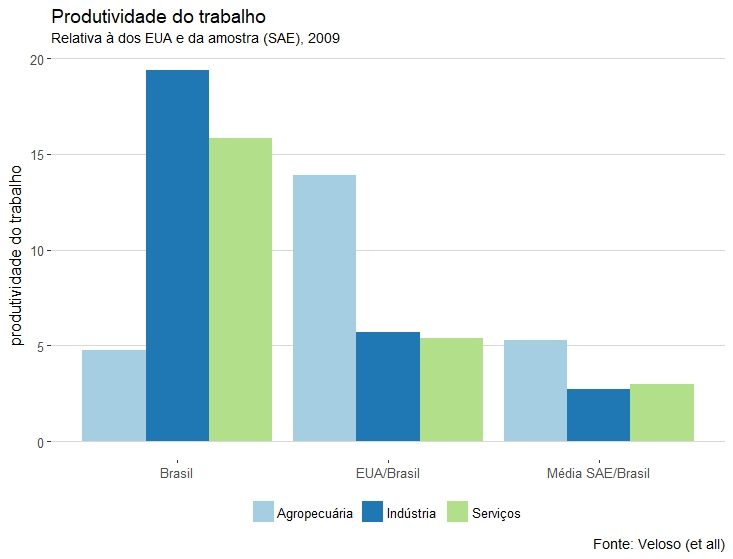 Produtividade do trabalho
Relativa à dos EUA e da amostra (SAE), 2009
produtividade do trabalho
20
15
10
5
0
Brasil EUA/Brasil Média SAE/Brasil
Agropecuária Indústria Serviços
Fonte: Veloso (et all)